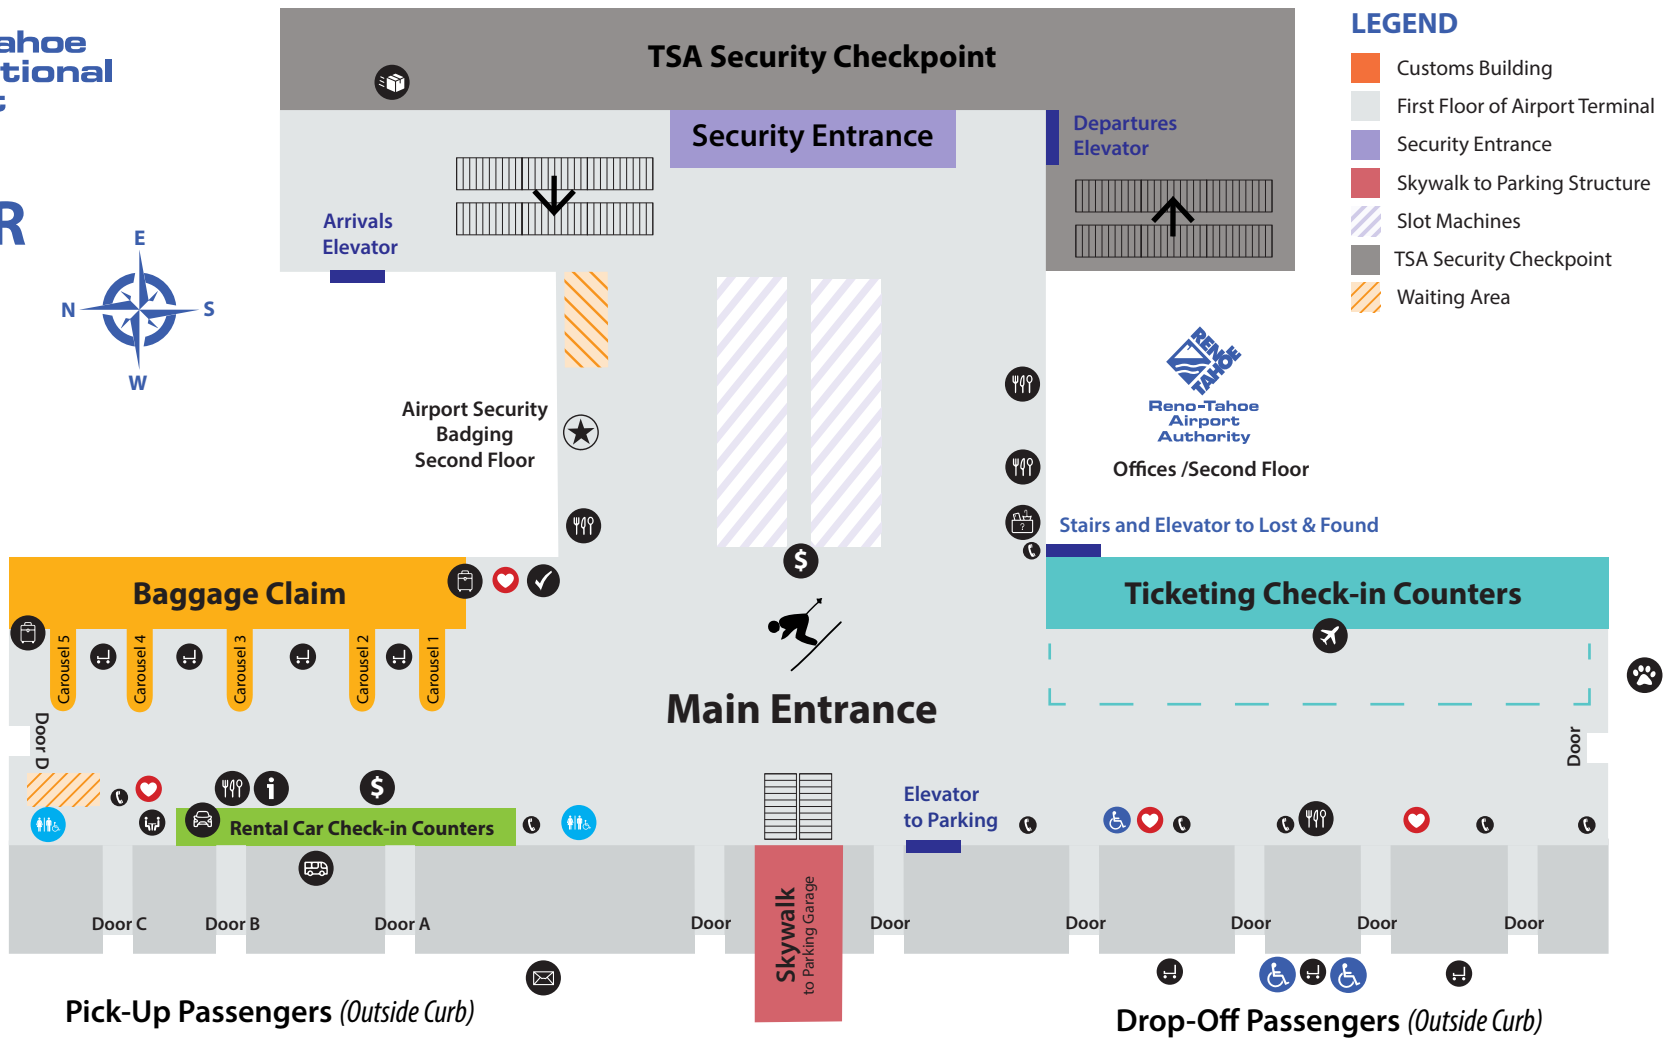 ahoe
tional
R
E
N
S
W
TSA Security Checkpoint
Security Entrance
Departures
Elevator
Arrivals
Elevator
LEGEND
Customs Building
First Floor of Airport Terminal
Security Entrance
Skywalk to Parking Structure
Slot Machines
TSA Security Checkpoint
Waiting Area
RENO
TAHOE
Reno-Tahoe
Airport
Authority
Offices /Second Floor
Airport Security
Badging
Second Floor
Stairs and Elevator to Lost & Found
?
$
Baggage Claim
Ticketing Check-in Counters
Carousel 5
Carousel 4
Carousel 3
Carousel 2
Carousel 1
Main Entrance
Door D
Door
i
$
Rental Car Check-in Counters
Elevator
to Parking
Door C
Door B
Door A
Door
Skywalk
to Parking Garage
Door
Door
Door
Door
Door
Pick-Up Passengers (Outside Curb)
Drop-Off Passengers (Outside Curb)